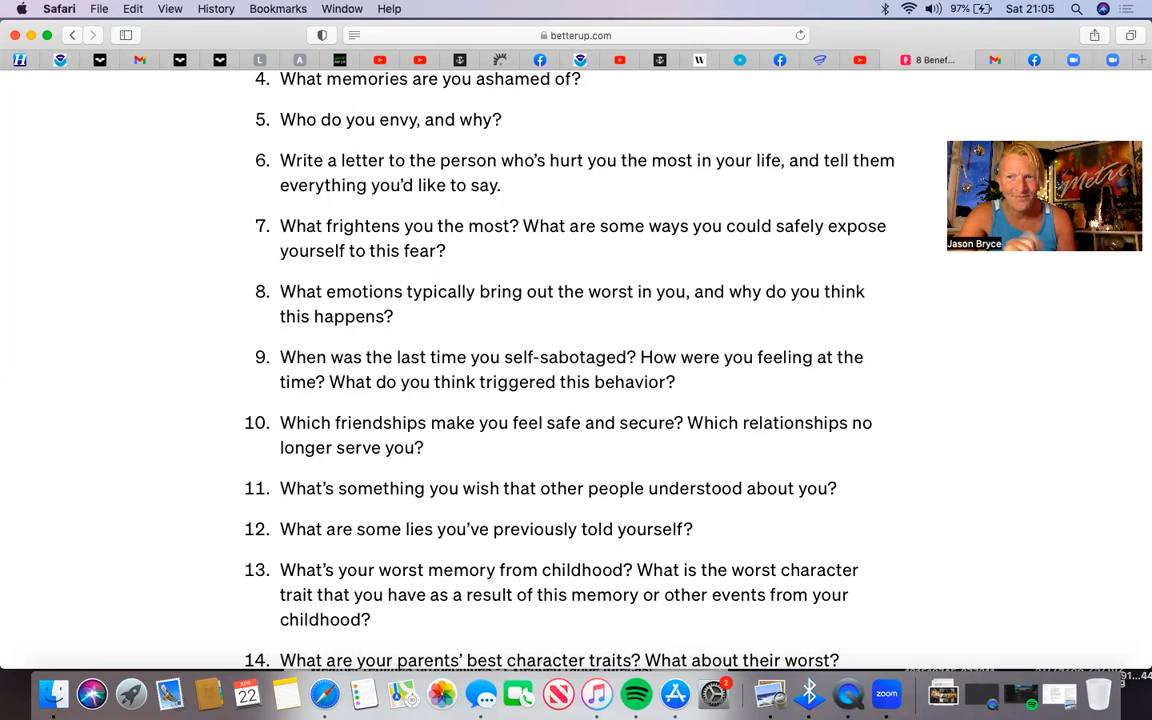 Safari File Edit View History Bookmarks Window Help 97% Sat 21:05
betterup.com
H L A W 8 Benef...
4. What memories are you ashamed of?
5. Who do you envy, and why?
6. Write a letter to the person who's hurt you the most in your life, and tell them
everything you'd like to say.
Metric
Jason Bryce
7. What frightens you the most? What are some ways you could safely expose
yourself to this fear?
8. What emotions typically bring out the worst in you, and why do you think
this happens?
9. When was the last time you self-sabotaged? How were you feeling at the
time? What do you think triggered this behavior?
10. Which friendships make you feel safe and secure? Which relationships no
longer serve you?
11. What's something you wish that other people understood about you?
12. What are some lies you've previously told yourself?
13. What's your worst memory from childhood? What is the worst character
trait that you have as a result of this memory or other events from your
childhood?
14. What are your parents' best character traits? What about their worst?
APR
22
N
2
zoom